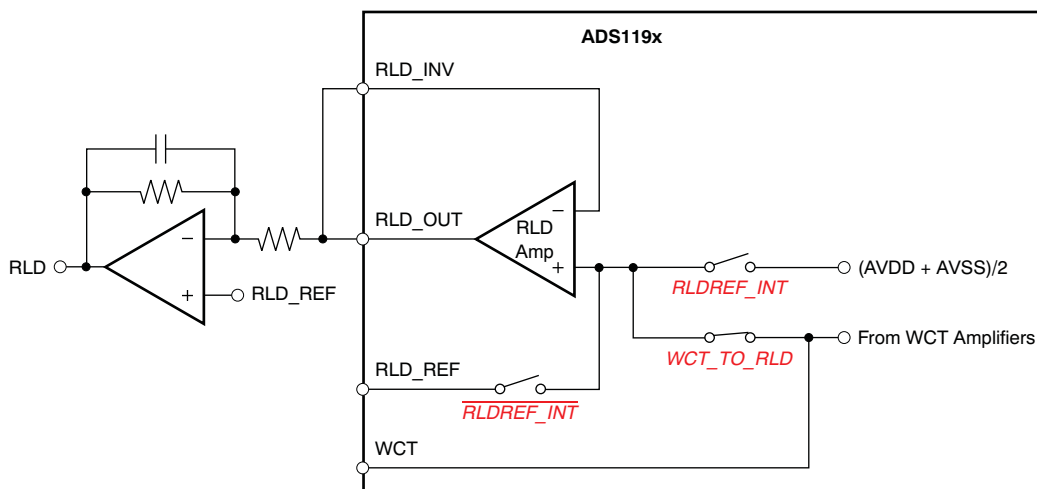 ADS119x
RLD_INV
RLD_OUT
−
RLD
Amp
+
−
RLD
+
RLD_REF
(AVDD + AVSS)/2
RLDREF_INT
From WCT Amplifiers
WCT_TO_RLD
RLD_REF
RLDREF_INT
WCT